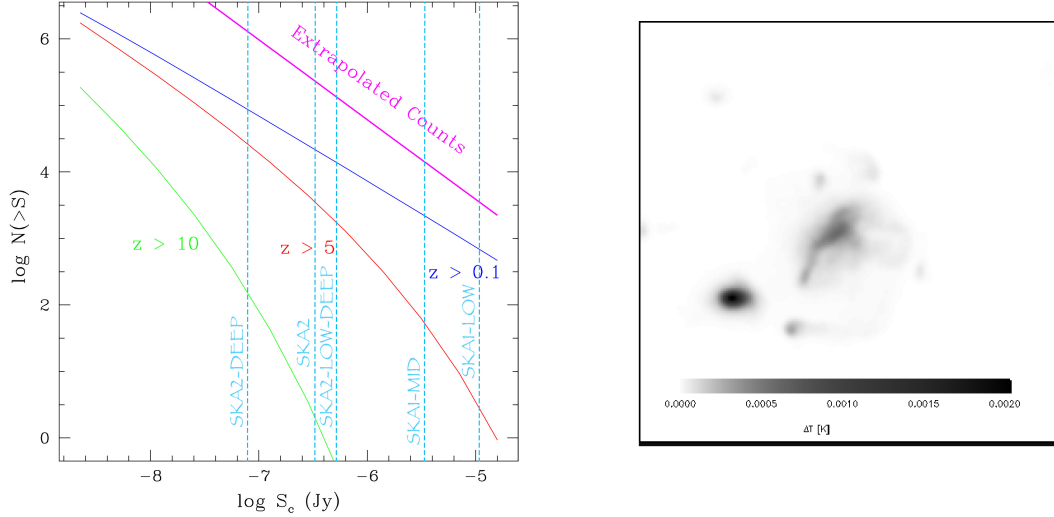 log N(>S)
6
4
2
0
Extrapolated Counts
z > 10
z > 5
z > 0.1
SKA2-DEEP
SKA2
SKA2-LOW-DEEP
SKA1-MID
SKA1-LOW
−8
−7
−6
−5
log S_c (Jy)
0.0000
0.0005
0.0010
0.0015
0.0020
ΔT [K]